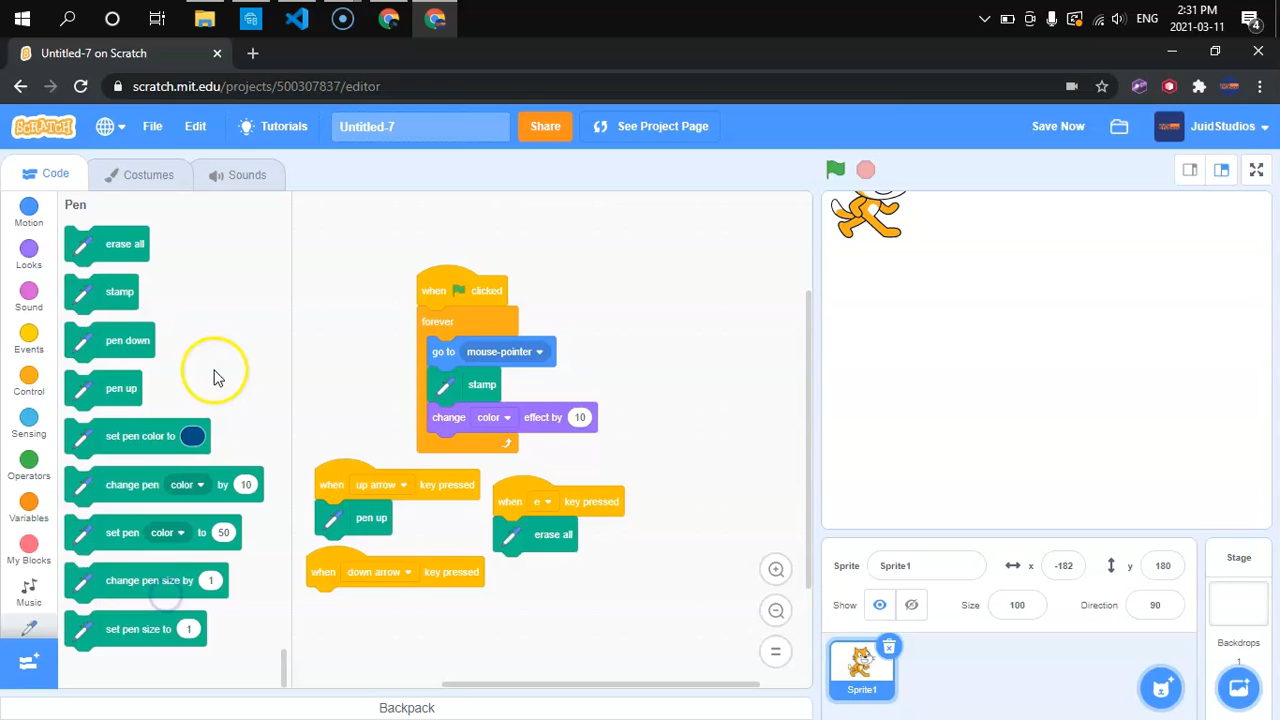 2:31 PM
ENG
2021-03-11
4
Untitled-7 on Scratch
scratch.mit.edu/projects/500307837/editor
SCRATCH
File
Edit
Tutorials
Untitled-7
Share
See Project Page
Save Now
JuidStudios
Code
Costumes
Sounds
Motion
Looks
Sound
Events
Control
Sensing
Operators
Variables
My Blocks
Music
Pen
erase all
stamp
pen down
pen up
set pen color to
change pen color by 10
set pen color to 50
change pen size by 1
set pen size to 1
when clicked
forever
go to mouse-pointer
stamp
change color effect by 10
when up arrow key pressed
pen up
when down arrow key pressed
when e key pressed
erase all
Sprite Sprite1 x -182 y 180
Show Size 100 Direction 90
Sprite1
Stage
Backdrops
1
Backpack